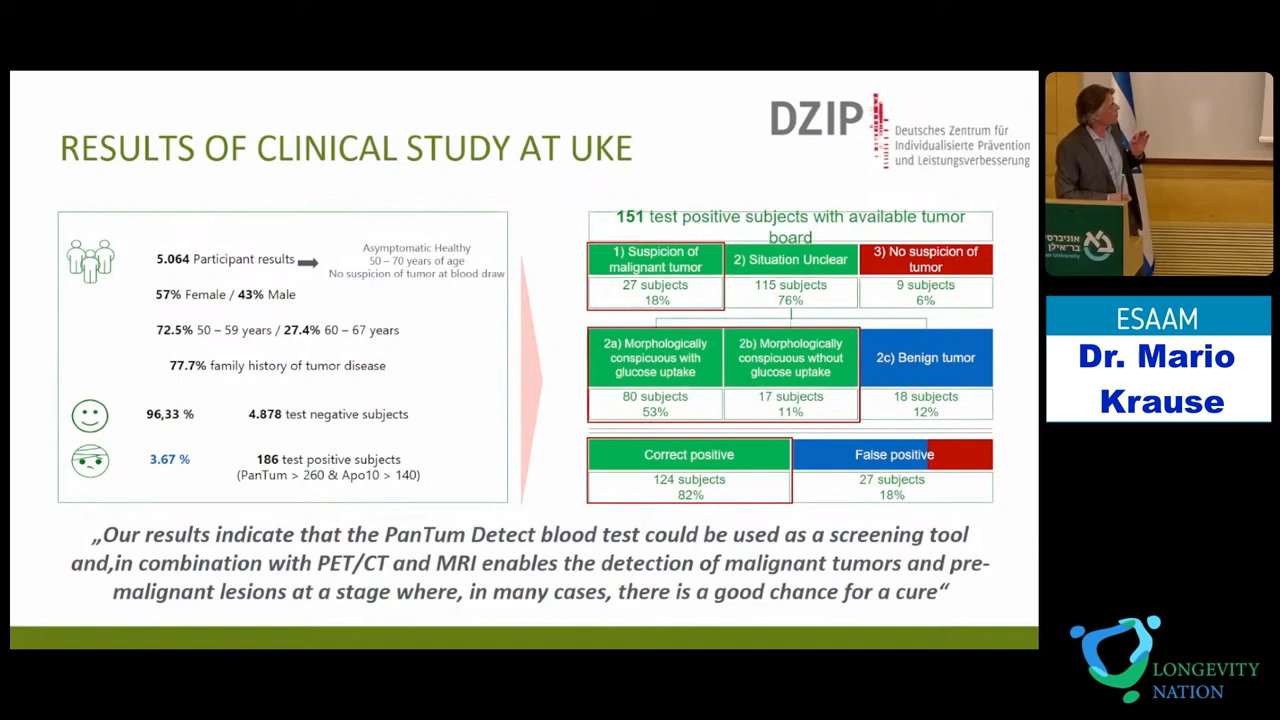 RESULTS OF CLINICAL STUDY AT UKE
DZIP
Deutsches Zentrum für
Individualisierte Prävention
und Leistungsverbesserung
5.064 Participant results
Asymptomatic Healthy
50 – 70 years of age
No suspicion of tumor at blood draw
57% Female / 43% Male
72.5% 50 – 59 years / 27.4% 60 – 67 years
77.7% family history of tumor disease
96,33 %
4.878 test negative subjects
3.67 %
186 test positive subjects
(PanTum > 260 & Apo10 > 140)
151 test positive subjects with available tumor
board
1) Suspicion of
malignant tumor
27 subjects
18%
2) Situation Unclear
115 subjects
76%
3) No suspicion of
tumor
9 subjects
6%
2a) Morphologically
conspicuous with
glucose uptake
80 subjects
53%
2b) Morphologically
conspicuous without
glucose uptake
17 subjects
11%
2c) Benign tumor
18 subjects
12%
Correct positive
124 subjects
82%
False positive
27 subjects
18%
„Our results indicate that the PanTum Detect blood test could be used as a screening tool
and,in combination with PET/CT and MRI enables the detection of malignant tumors and pre-
malignant lesions at a stage where, in many cases, there is a good chance for a cure“
אוניברסיטת
בר־אילן
ESAAM
Dr. Mario
Krause
LONGEVITY
NATION